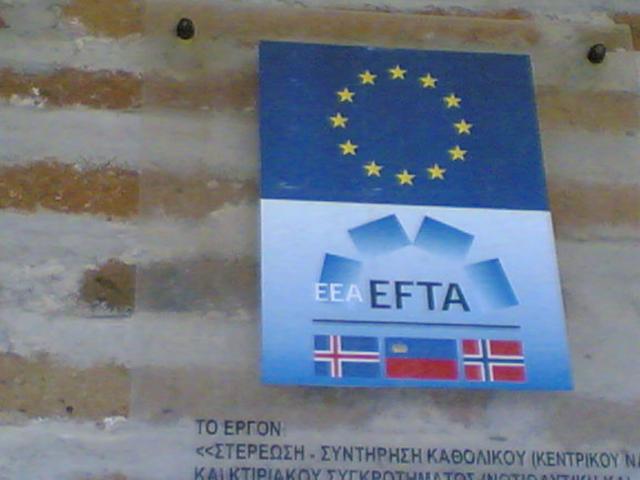 EEA EFTA
ΤΟ ΕΡΓΟΝ
<<ΣΤΕΡΕΩΣΗ - ΣΥΝΤΗΡΗΣΗ ΚΑΘΟΛΙΚΟΥ (ΚΕΝΤΡΙΚΟΥ
ΚΑΙ ΚΤΙΡΙΑΚΟΥ ΣΥΓΚΡΟΤΗΜΑΤΟΣ